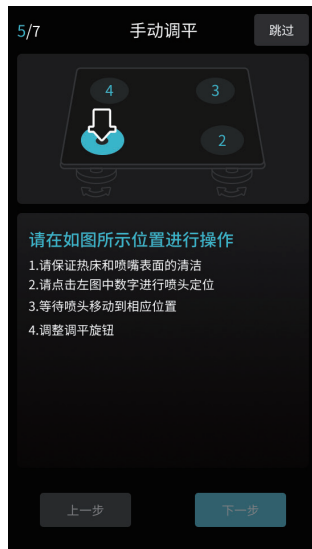 5/7 手动调平 跳过
4 3
2
请在如图所示位置进行操作
1.请保证热床和喷嘴表面的清洁
2.请点击左图中数字进行喷头定位
3.等待喷头移动到相应位置
4.调整调平旋钮
上一步 下一步